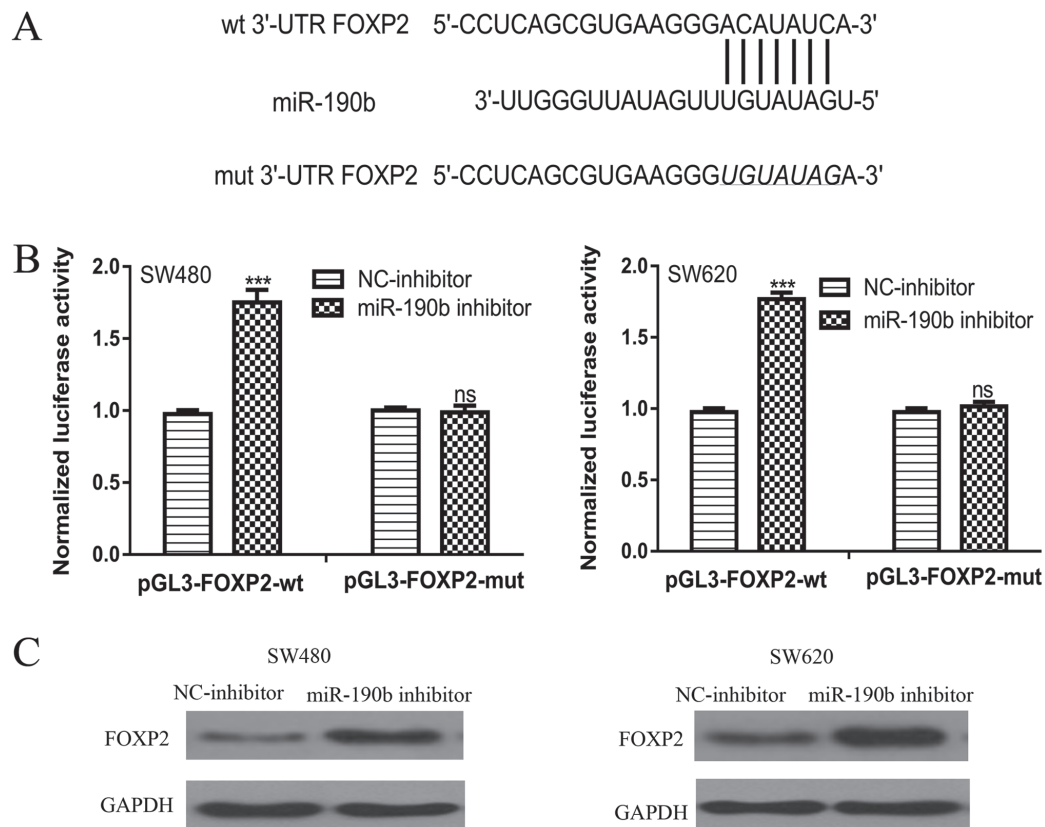 A
wt 3'-UTR FOXP2 5'-CCUCAGCGUGAAGGGACAUAUCA-3'
miR-190b 3'-UUGGGUUAUAGUUUGUAUAGU-5'
mut 3'-UTR FOXP2 5'-CCUCAGCGUGAAGGGUGUAUAGA-3'
B
Normalized luciferase activity
2.0
1.5
1.0
0.5
0.0
SW480
***
ns
NC-inhibitor
miR-190b inhibitor
pGL3-FOXP2-wt pGL3-FOXP2-mut
Normalized luciferase activity
2.0
1.5
1.0
0.5
0.0
SW620
***
ns
NC-inhibitor
miR-190b inhibitor
pGL3-FOXP2-wt pGL3-FOXP2-mut
C
SW480
NC-inhibitor miR-190b inhibitor
FOXP2
GAPDH
SW620
NC-inhibitor miR-190b inhibitor
FOXP2
GAPDH